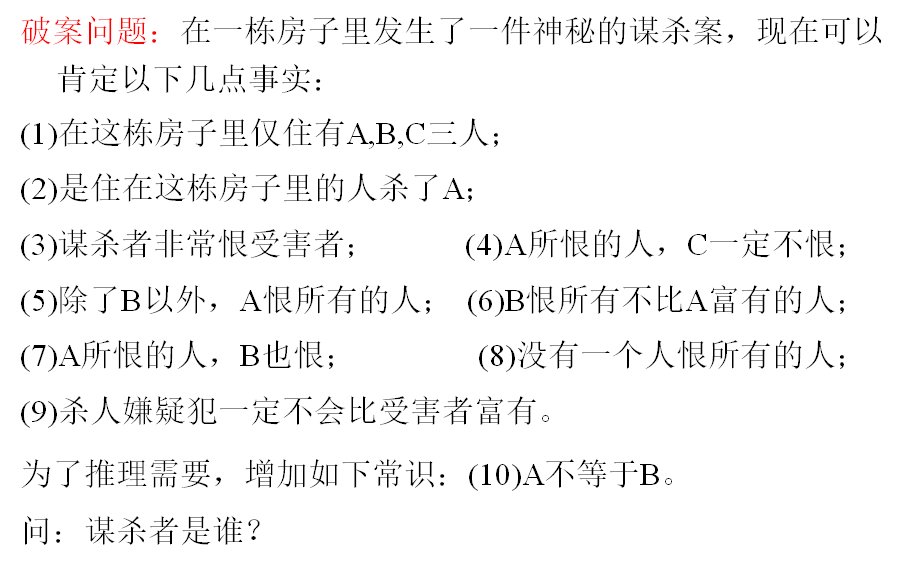 破案问题：在一栋房子里发生了一件神秘的谋杀案，现在可以
肯定以下几点事实：
(1)在这栋房子里仅住有A,B,C三人；
(2)是住在这栋房子里的人杀了A；
(3)谋杀者非常恨受害者； (4)A所恨的人，C一定不恨；
(5)除了B以外，A恨所有的人； (6)B恨所有不比A富有的人；
(7)A所恨的人，B也恨； (8)没有一个人恨所有的人；
(9)杀人嫌疑犯一定不会比受害者富有。
为了推理需要，增加如下常识：(10)A不等于B。
问：谋杀者是谁？